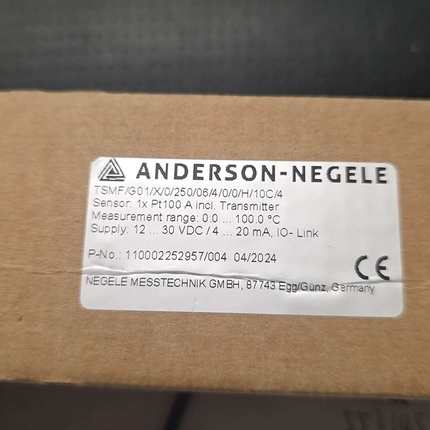 ANDERSON-NEGELE
TSMF/G01/X/0/250/06/4/0/0/H/10C/4
Sensor: 1x Pt100 A incl. Transmitter
Measurement range: 0.0 ... 100.0 °C
Supply: 12 ... 30 VDC / 4 ... 20 mA, IO- Link
P-No.: 110002252957/004 04/2024
CE
NEGELE MESSTECHNIK GMBH, 87743 Egg/Günz, Germany